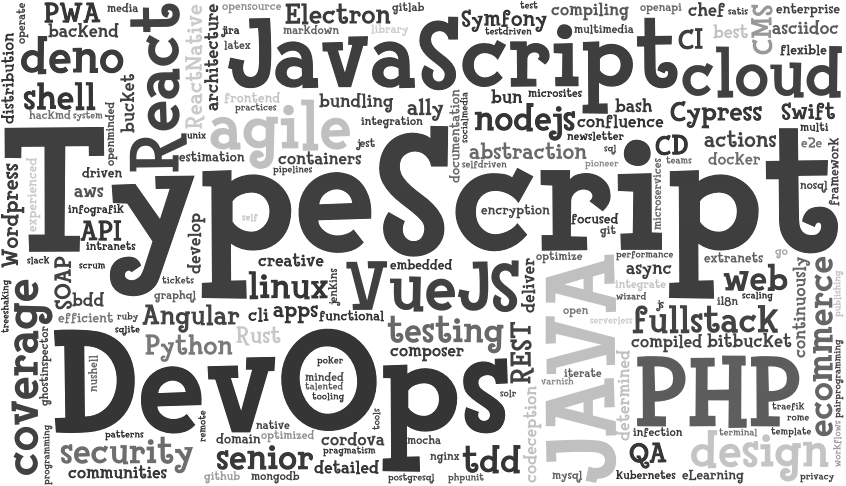 PWA
media
Electron
gitlab
Symfony
test
compiling
openapi
chef
satis
CMS
enterprise
operate
backend
React
ReactNative
opensource
jira
latex
markdown
library
testdriven
multimedia
CI
best
asciidoc
flexible
distribution
deno
architecture
JavaScript
cloud
shell
bucket
frontend
practices
bundling
ally
bun
microsites
bash
Cypress
Swift
hackmd
system
openminded
unix
agile
integration
documentation
socialmedia
nodejs
confluence
newsletter
sql
CD
actions
multi
e2e
framework
estimation
containers
pipelines
jest
abstraction
selfdriven
pioneer
teams
docker
nosql
Wordpress
experienced
driven
aws
infografik
TypeScript
microservices
API
intranets
self
encryption
focused
git
slack
scrum
develop
creative
embedded
optimize
performance
extranets
go
SOAP
tickets
graphql
linux
jenkins
VueJS
deliver
async
integrate
wizard
web
continuously
ecommerce
publishing
treeshaking
coverage
bdd
efficient
ruby
sqlite
Angular
cli
apps
functional
open
serverless
js
i18n
scaling
fullstack
ghostinspector
Python
Rust
testing
composer
REST
JAVA
compiled
bitbucket
pairprogramming
nushell
DevOps
poker
minded
talented
tooling
solr
varnish
iterate
determined
PHP
traefik
rome
template
workflows
programming
patterns
remote
native
optimized
domain
cordova
pragmatism
tools
mocha
codeception
infection
terminal
security
communities
senior
github
mongodb
detailed
nginx
tdd
postgresql
phpunit
mysql
QA
Kubernetes
design
eLearning
privacy